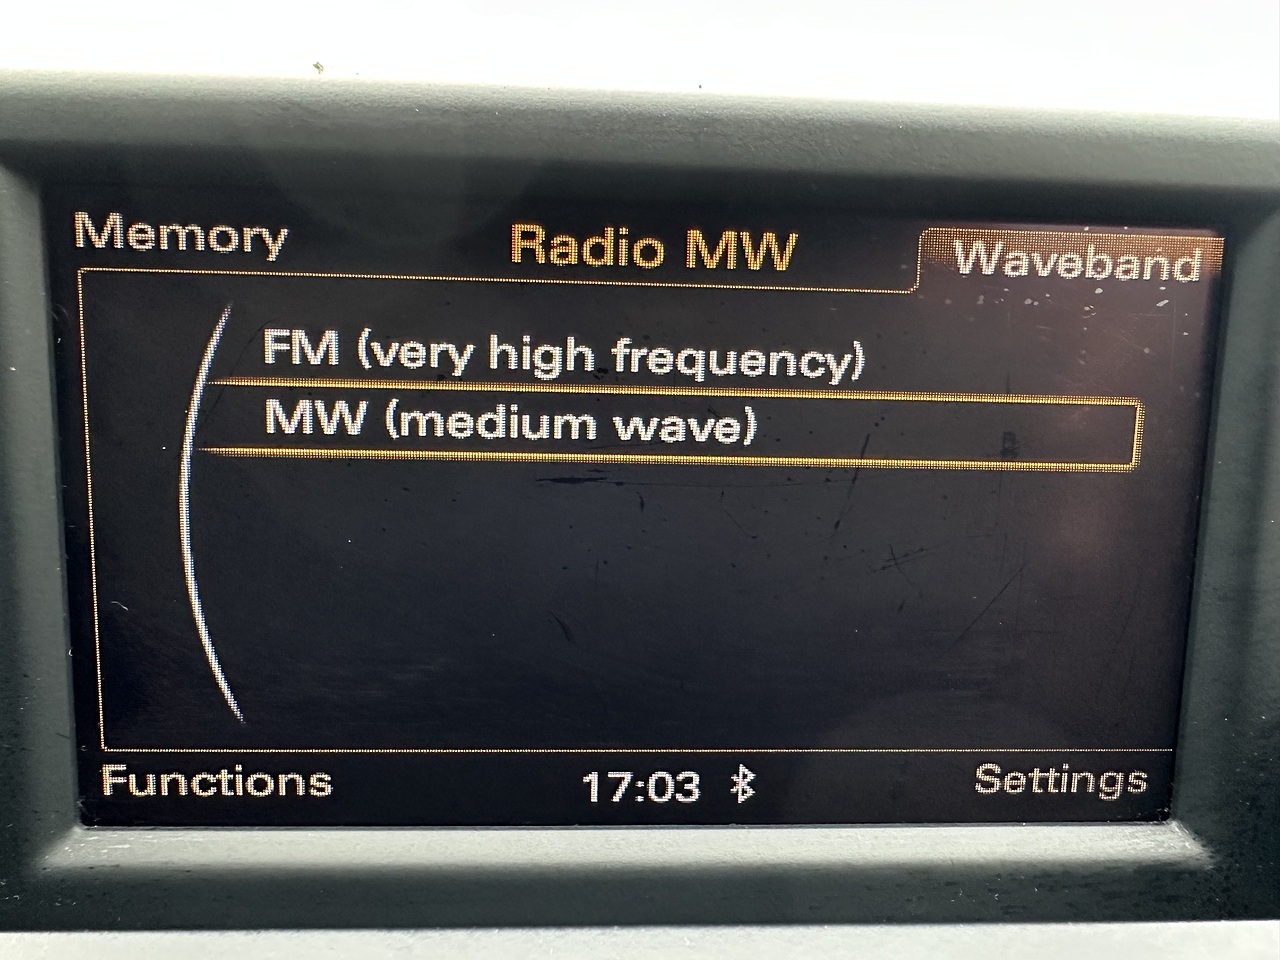 Memory
Radio MW
Waveband
FM (very high frequency)
MW (medium wave)
Functions
17:03
Settings